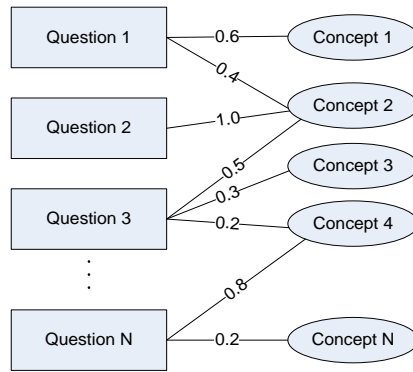 Question 1
0.6
Concept 1
0.4
Question 2
1.0
Concept 2
0.5
Concept 3
0.3
Question 3
0.2
Concept 4
0.8
Question N
0.2
Concept N